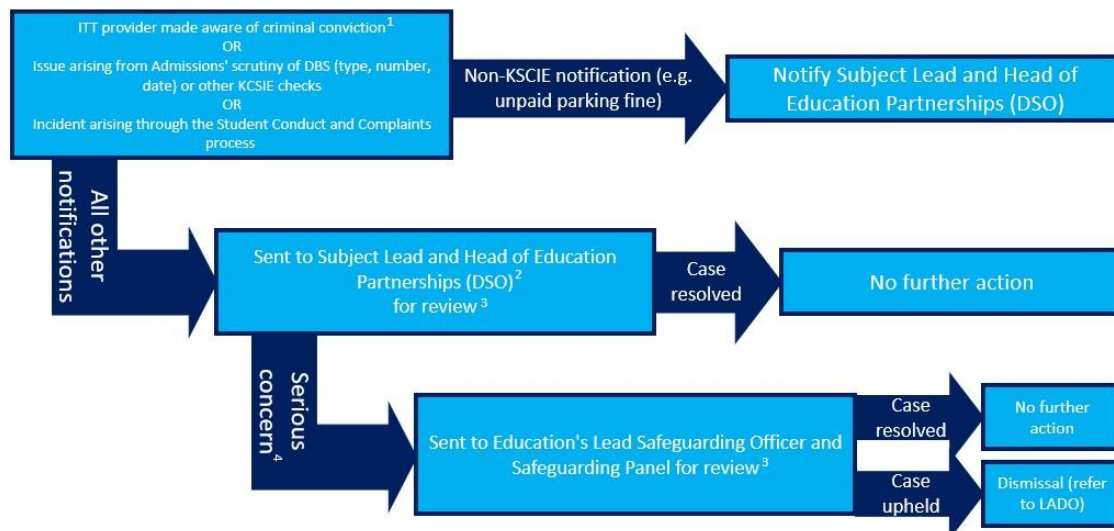 ITT provider made aware of criminal conviction¹
OR
Issue arising from Admissions' scrutiny of DBS (type, number,
date) or other KCSIE checks
OR
Incident arising through the Student Conduct and Complaints
process
Non-KSCIE notification (e.g.
unpaid parking fine)
Notify Subject Lead and Head of
Education Partnerships (DSO)
All other
notifications
Sent to Subject Lead and Head of Education
Partnerships (DSO)²
for review ³
Case
resolved
No further action
Serious
concern⁴
Sent to Education's Lead Safeguarding Officer and
Safeguarding Panel for review ³
Case
resolved
No further
action
Case
upheld
Dismissal (refer
to LADO)